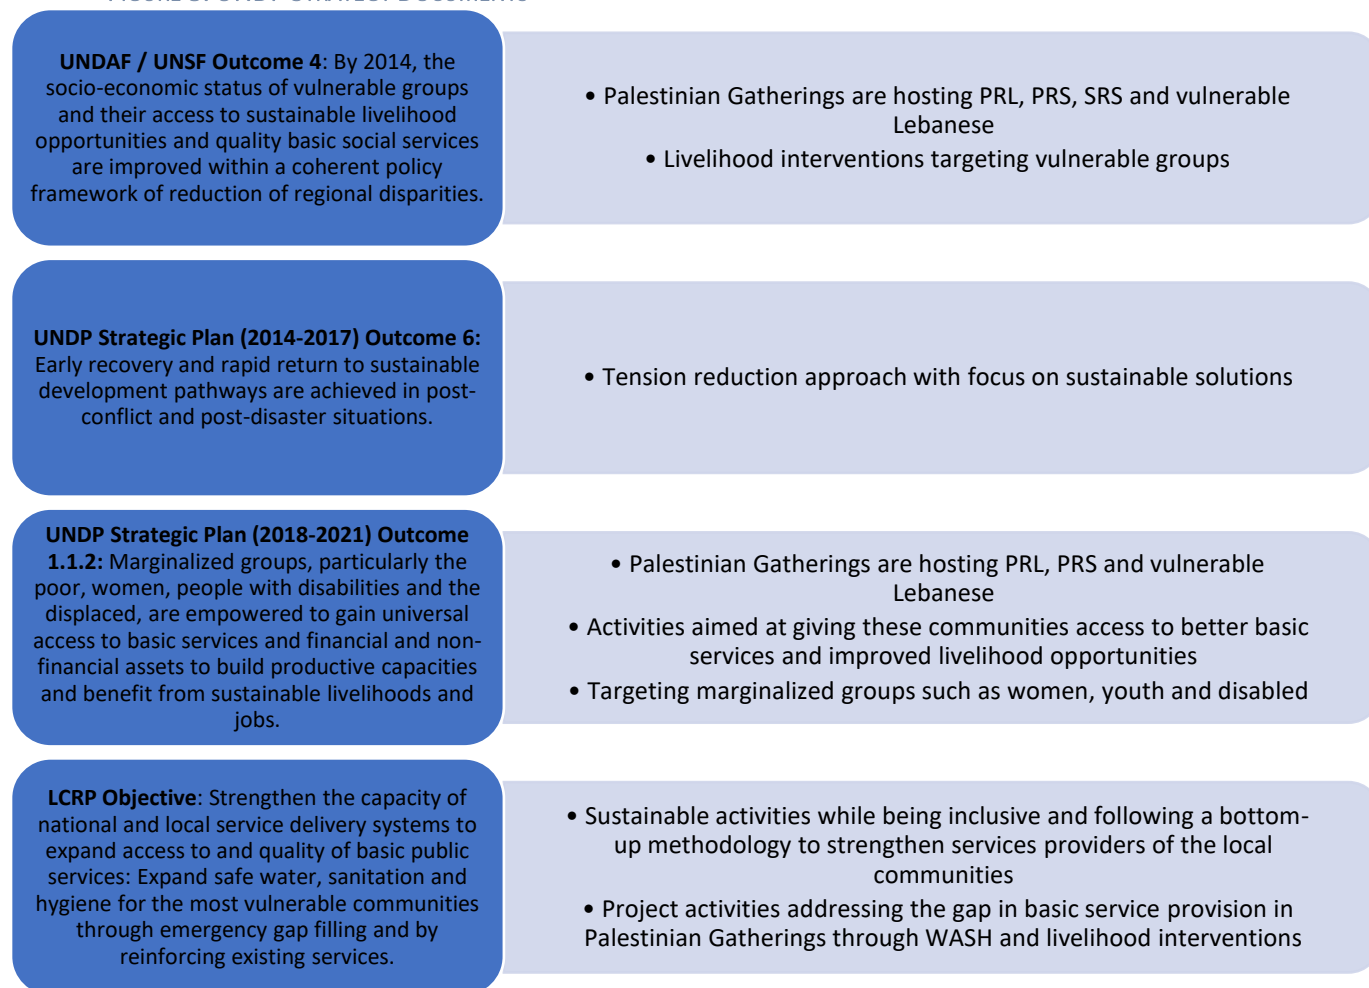 UNDP STRATEGY DOCUMENTS
UNDAF / UNSF Outcome 4: By 2014, the
socio-economic status of vulnerable groups
and their access to sustainable livelihood
opportunities and quality basic social services
are improved within a coherent policy
framework of reduction of regional disparities.
• Palestinian Gatherings are hosting PRL, PRS, SRS and vulnerable
Lebanese
• Livelihood interventions targeting vulnerable groups
UNDP Strategic Plan (2014-2017) Outcome 6:
Early recovery and rapid return to sustainable
development pathways are achieved in post-
conflict and post-disaster situations.
• Tension reduction approach with focus on sustainable solutions
UNDP Strategic Plan (2018-2021) Outcome
1.1.2: Marginalized groups, particularly the
poor, women, people with disabilities and the
displaced, are empowered to gain universal
access to basic services and financial and non-
financial assets to build productive capacities
and benefit from sustainable livelihoods and
jobs.
• Palestinian Gatherings are hosting PRL, PRS and vulnerable
Lebanese
• Activities aimed at giving these communities access to better basic
services and improved livelihood opportunities
• Targeting marginalized groups such as women, youth and disabled
LCRP Objective: Strengthen the capacity of
national and local service delivery systems to
expand access to and quality of basic public
services: Expand safe water, sanitation and
hygiene for the most vulnerable communities
through emergency gap filling and by
reinforcing existing services.
• Sustainable activities while being inclusive and following a bottom-
up methodology to strengthen services providers of the local
communities
• Project activities addressing the gap in basic service provision in
Palestinian Gatherings through WASH and livelihood interventions